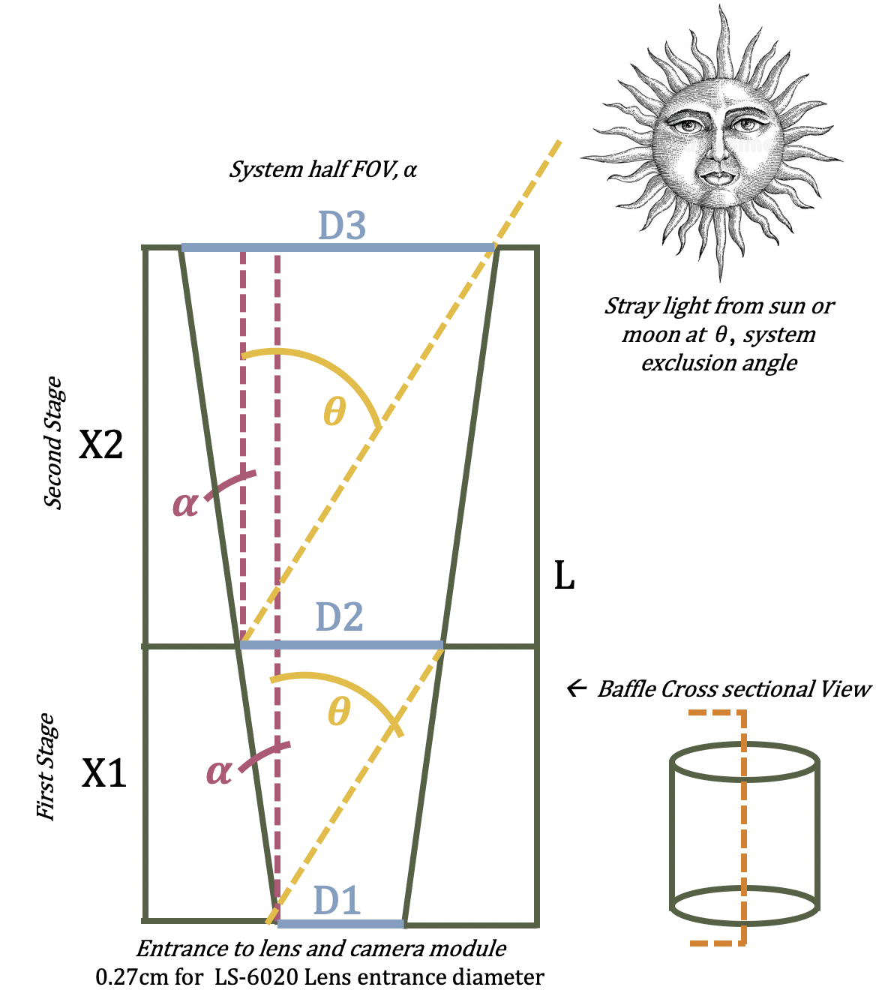 System half FOV, α
D3
Stray light from sun or
moon at θ, system
exclusion angle
Second Stage
X2
θ
α
L
D2
← Baffle Cross sectional View
First Stage
X1
θ
α
D1
Entrance to lens and camera module
0.27cm for LS-6020 Lens entrance diameter